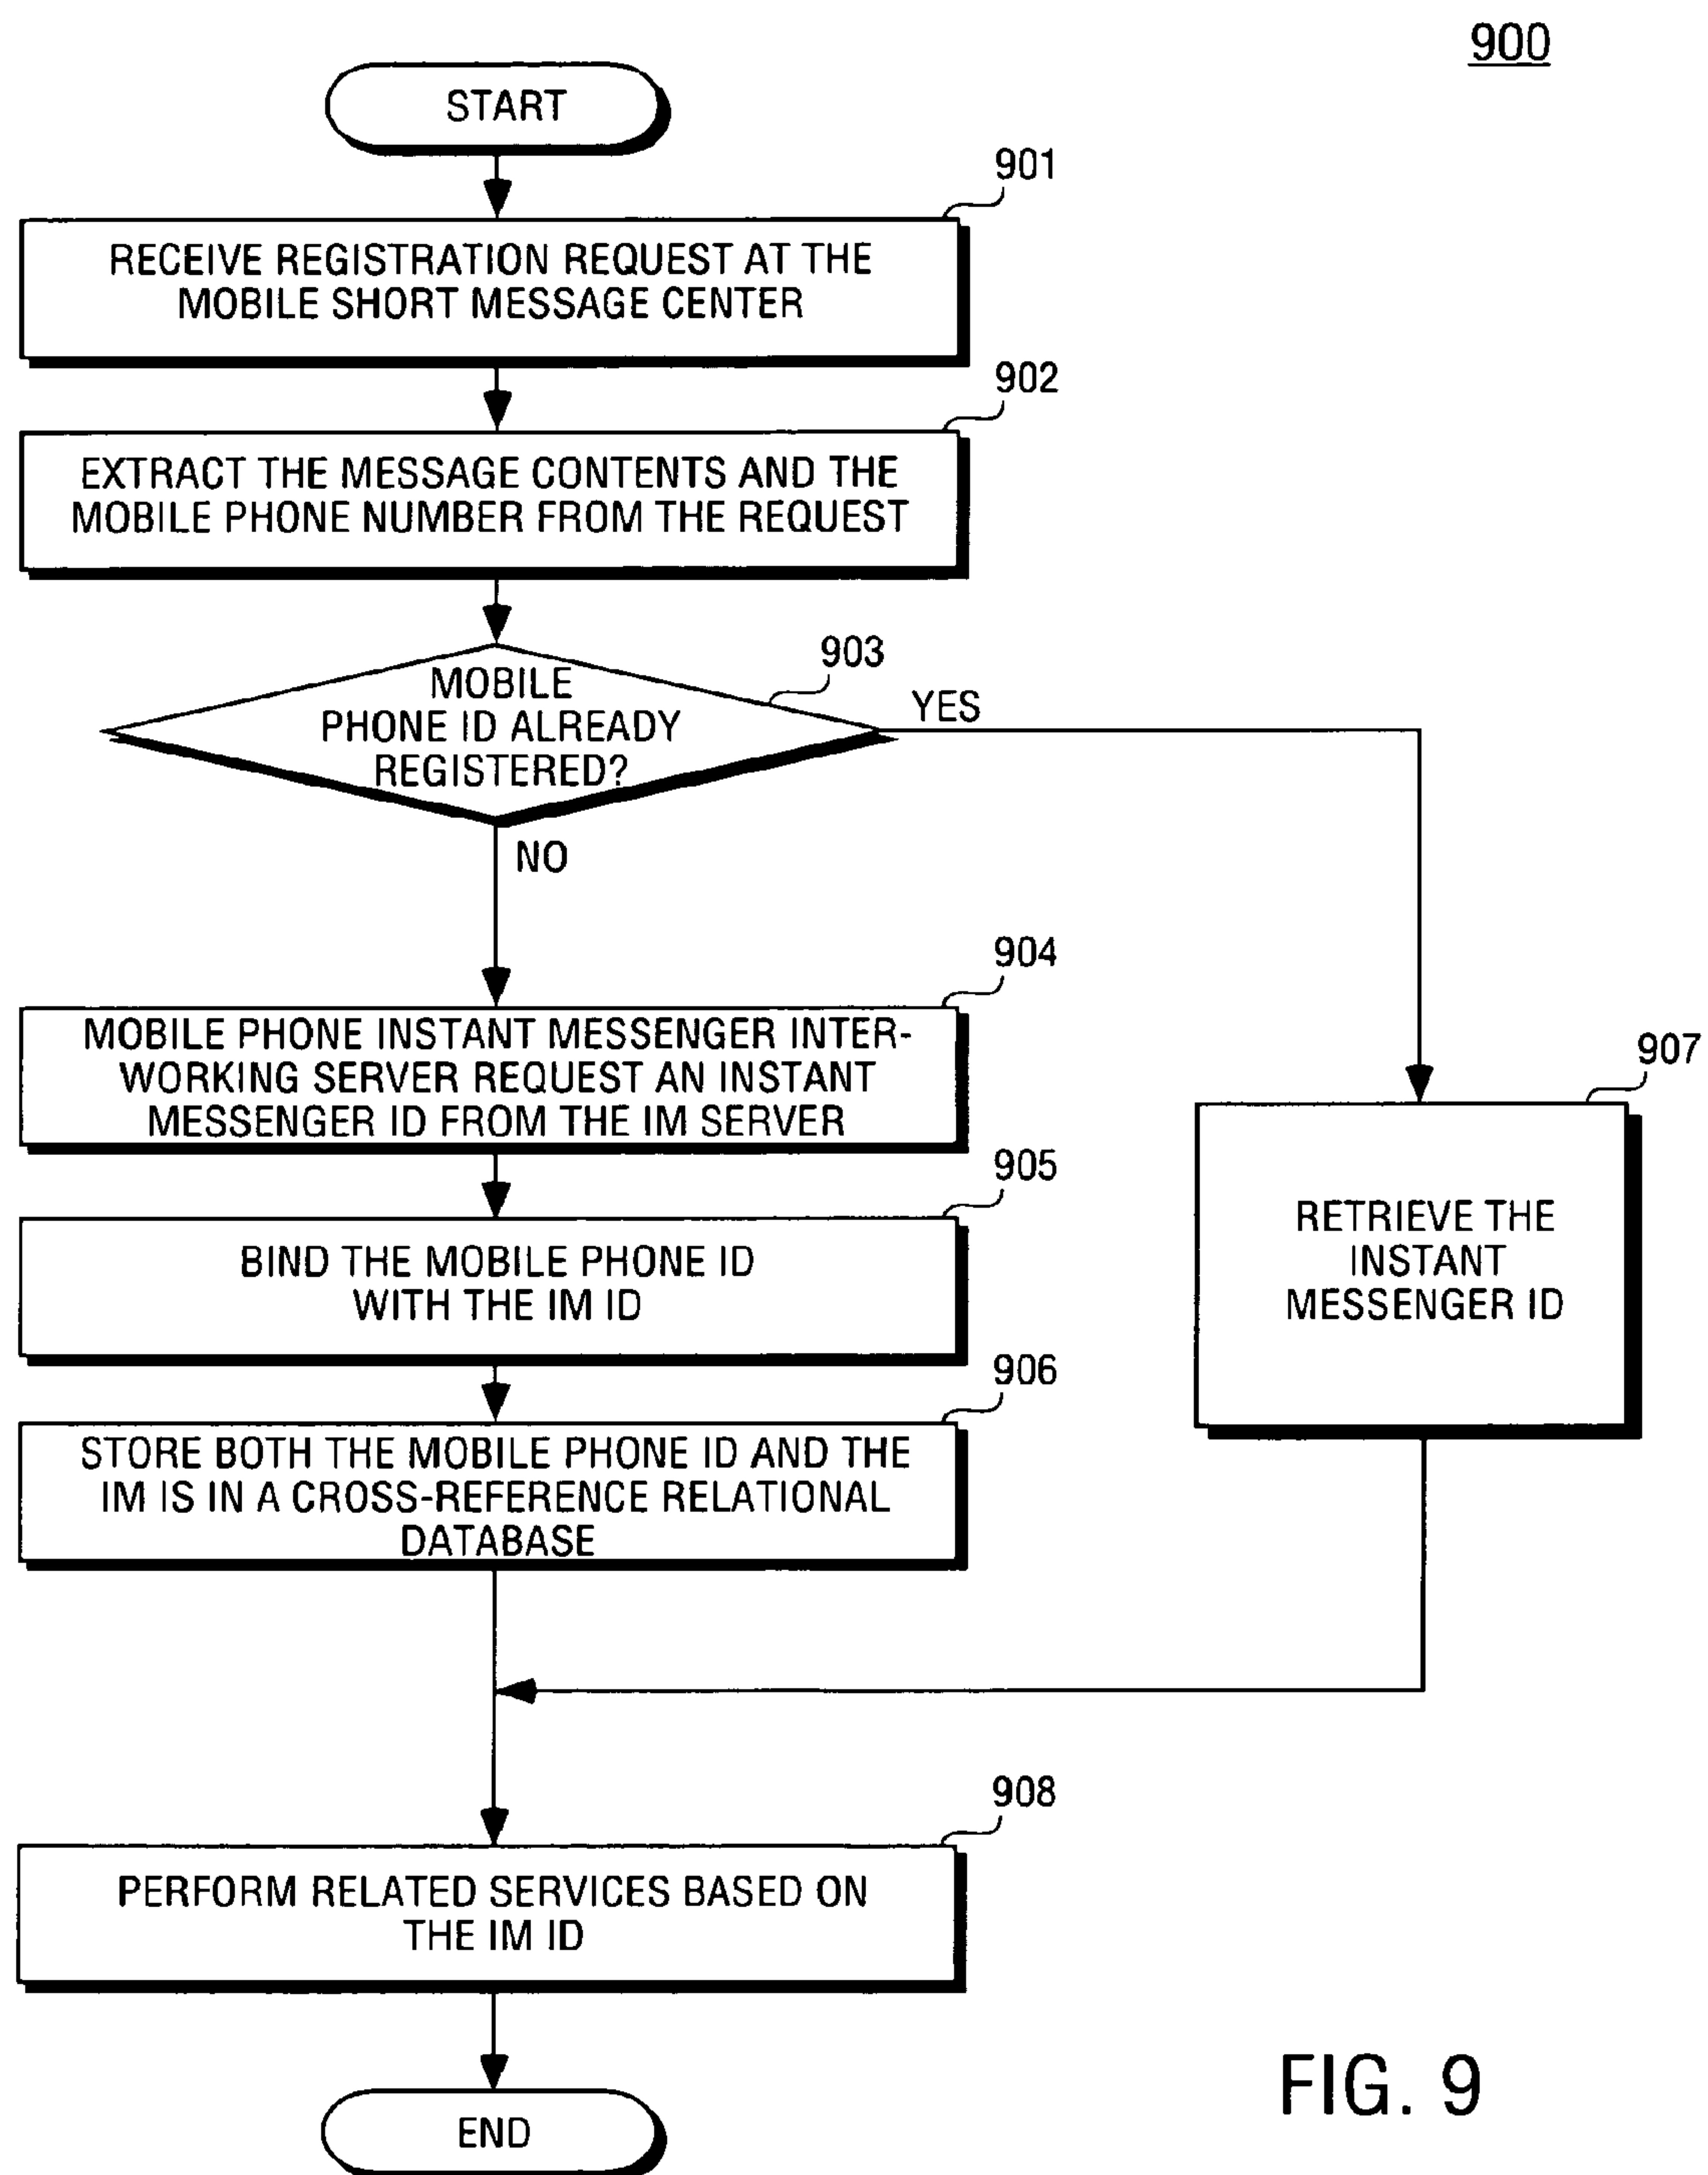 900
START
901
RECEIVE REGISTRATION REQUEST AT THE
MOBILE SHORT MESSAGE CENTER
902
EXTRACT THE MESSAGE CONTENTS AND THE
MOBILE PHONE NUMBER FROM THE REQUEST
903
MOBILE
PHONE ID ALREADY
REGISTERED?
YES
NO
904
MOBILE PHONE INSTANT MESSENGER INTER-
WORKING SERVER REQUEST AN INSTANT
MESSENGER ID FROM THE IM SERVER
905
BIND THE MOBILE PHONE ID
WITH THE IM ID
906
STORE BOTH THE MOBILE PHONE ID AND THE
IM IS IN A CROSS-REFERENCE RELATIONAL
DATABASE
907
RETRIEVE THE
INSTANT
MESSENGER ID
908
PERFORM RELATED SERVICES BASED ON
THE IM ID
END
FIG. 9